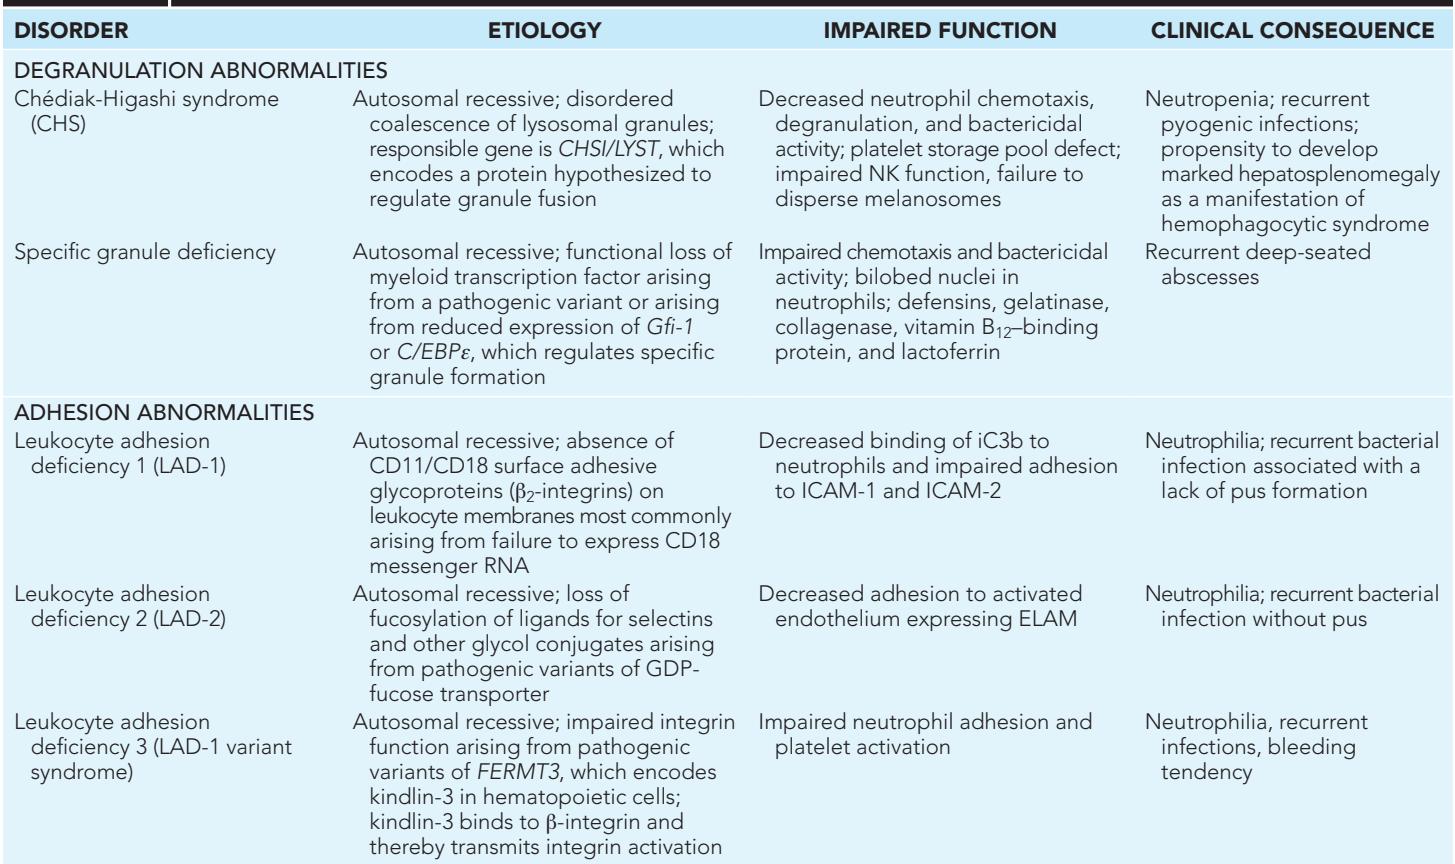 DISORDER ETIOLOGY IMPAIRED FUNCTION CLINICAL CONSEQUENCE
DEGRANULATION ABNORMALITIES
Chédiak-Higashi syndrome
(CHS)
Autosomal recessive; disordered
coalescence of lysosomal granules;
responsible gene is CHSI/LYST, which
encodes a protein hypothesized to
regulate granule fusion
Decreased neutrophil chemotaxis,
degranulation, and bactericidal
activity; platelet storage pool defect;
impaired NK function, failure to
disperse melanosomes
Neutropenia; recurrent
pyogenic infections;
propensity to develop
marked hepatosplenomegaly
as a manifestation of
hemophagocytic syndrome
Specific granule deficiency
Autosomal recessive; functional loss of
myeloid transcription factor arising
from a pathogenic variant or arising
from reduced expression of Gfi-1
or C/EBPε, which regulates specific
granule formation
Impaired chemotaxis and bactericidal
activity; bilobed nuclei in
neutrophils; defensins, gelatinase,
collagenase, vitamin B12–binding
protein, and lactoferrin
Recurrent deep-seated
abscesses
ADHESION ABNORMALITIES
Leukocyte adhesion
deficiency 1 (LAD-1)
Autosomal recessive; absence of
CD11/CD18 surface adhesive
glycoproteins (β2-integrins) on
leukocyte membranes most commonly
arising from failure to express CD18
messenger RNA
Decreased binding of iC3b to
neutrophils and impaired adhesion
to ICAM-1 and ICAM-2
Neutrophilia; recurrent bacterial
infection associated with a
lack of pus formation
Leukocyte adhesion
deficiency 2 (LAD-2)
Autosomal recessive; loss of
fucosylation of ligands for selectins
and other glycol conjugates arising
from pathogenic variants of GDP-
fucose transporter
Decreased adhesion to activated
endothelium expressing ELAM
Neutrophilia; recurrent bacterial
infection without pus
Leukocyte adhesion
deficiency 3 (LAD-1 variant
syndrome)
Autosomal recessive; impaired integrin
function arising from pathogenic
variants of FERMT3, which encodes
kindlin-3 in hematopoietic cells;
kindlin-3 binds to β-integrin and
thereby transmits integrin activation
Impaired neutrophil adhesion and
platelet activation
Neutrophilia, recurrent
infections, bleeding
tendency